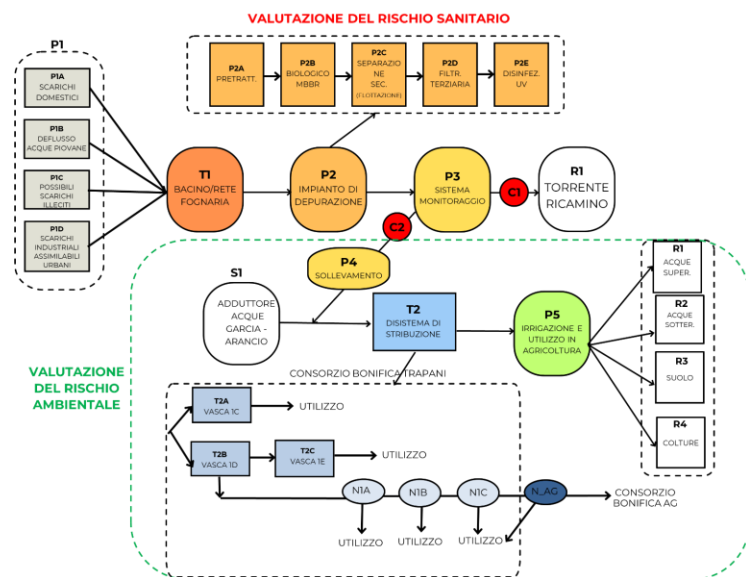 VALUTAZIONE DEL RISCHIO SANITARIO
P1
P1A
SCARICHI
DOMESTICI
P1B
DEFLUSSO
ACQUE PIOVANE
P1C
POSSIBILI
SCARICHI
ILLECITI
P1D
SCARICHI
INDUSTRIALI
ASSIMILABILI
URBANI
P2A
PRETRATT.
P2B
BIOLOGICO
MBBR
P2C
SEPARAZIO
NE
SEC.
(FLOTTAZIONE)
P2D
FILTR.
TERZIARIA
P2E
DISINFEZ.
UV
T1
BACINO/RETE
FOGNARIA
P2
IMPIANTO DI
DEPURAZIONE
P3
SISTEMA
MONITORAGGIO
C1
R1
TORRENTE
RICAMINO
C2
P4
SOLLEVAMENTO
S1
ADDUTTORE
ACQUE
GARCIA -
ARANCIO
T2
DISISTEMA DI
STRIBUZIONE
P5
IRRIGAZIONE E
UTILIZZO IN
AGRICOLTURA
R1
ACQUE
SUPER.
R2
ACQUE
SOTTER.
R3
SUOLO
R4
COLTURE
VALUTAZIONE
DEL RISCHIO
AMBIENTALE
CONSORZIO BONIFICA TRAPANI
T2A
VASCA 1C
UTILIZZO
T2B
VASCA 1D
T2C
VASCA 1E
UTILIZZO
N1A
N1B
N1C
N_AG
CONSORZIO
BONIFICA AG
UTILIZZO
UTILIZZO
UTILIZZO